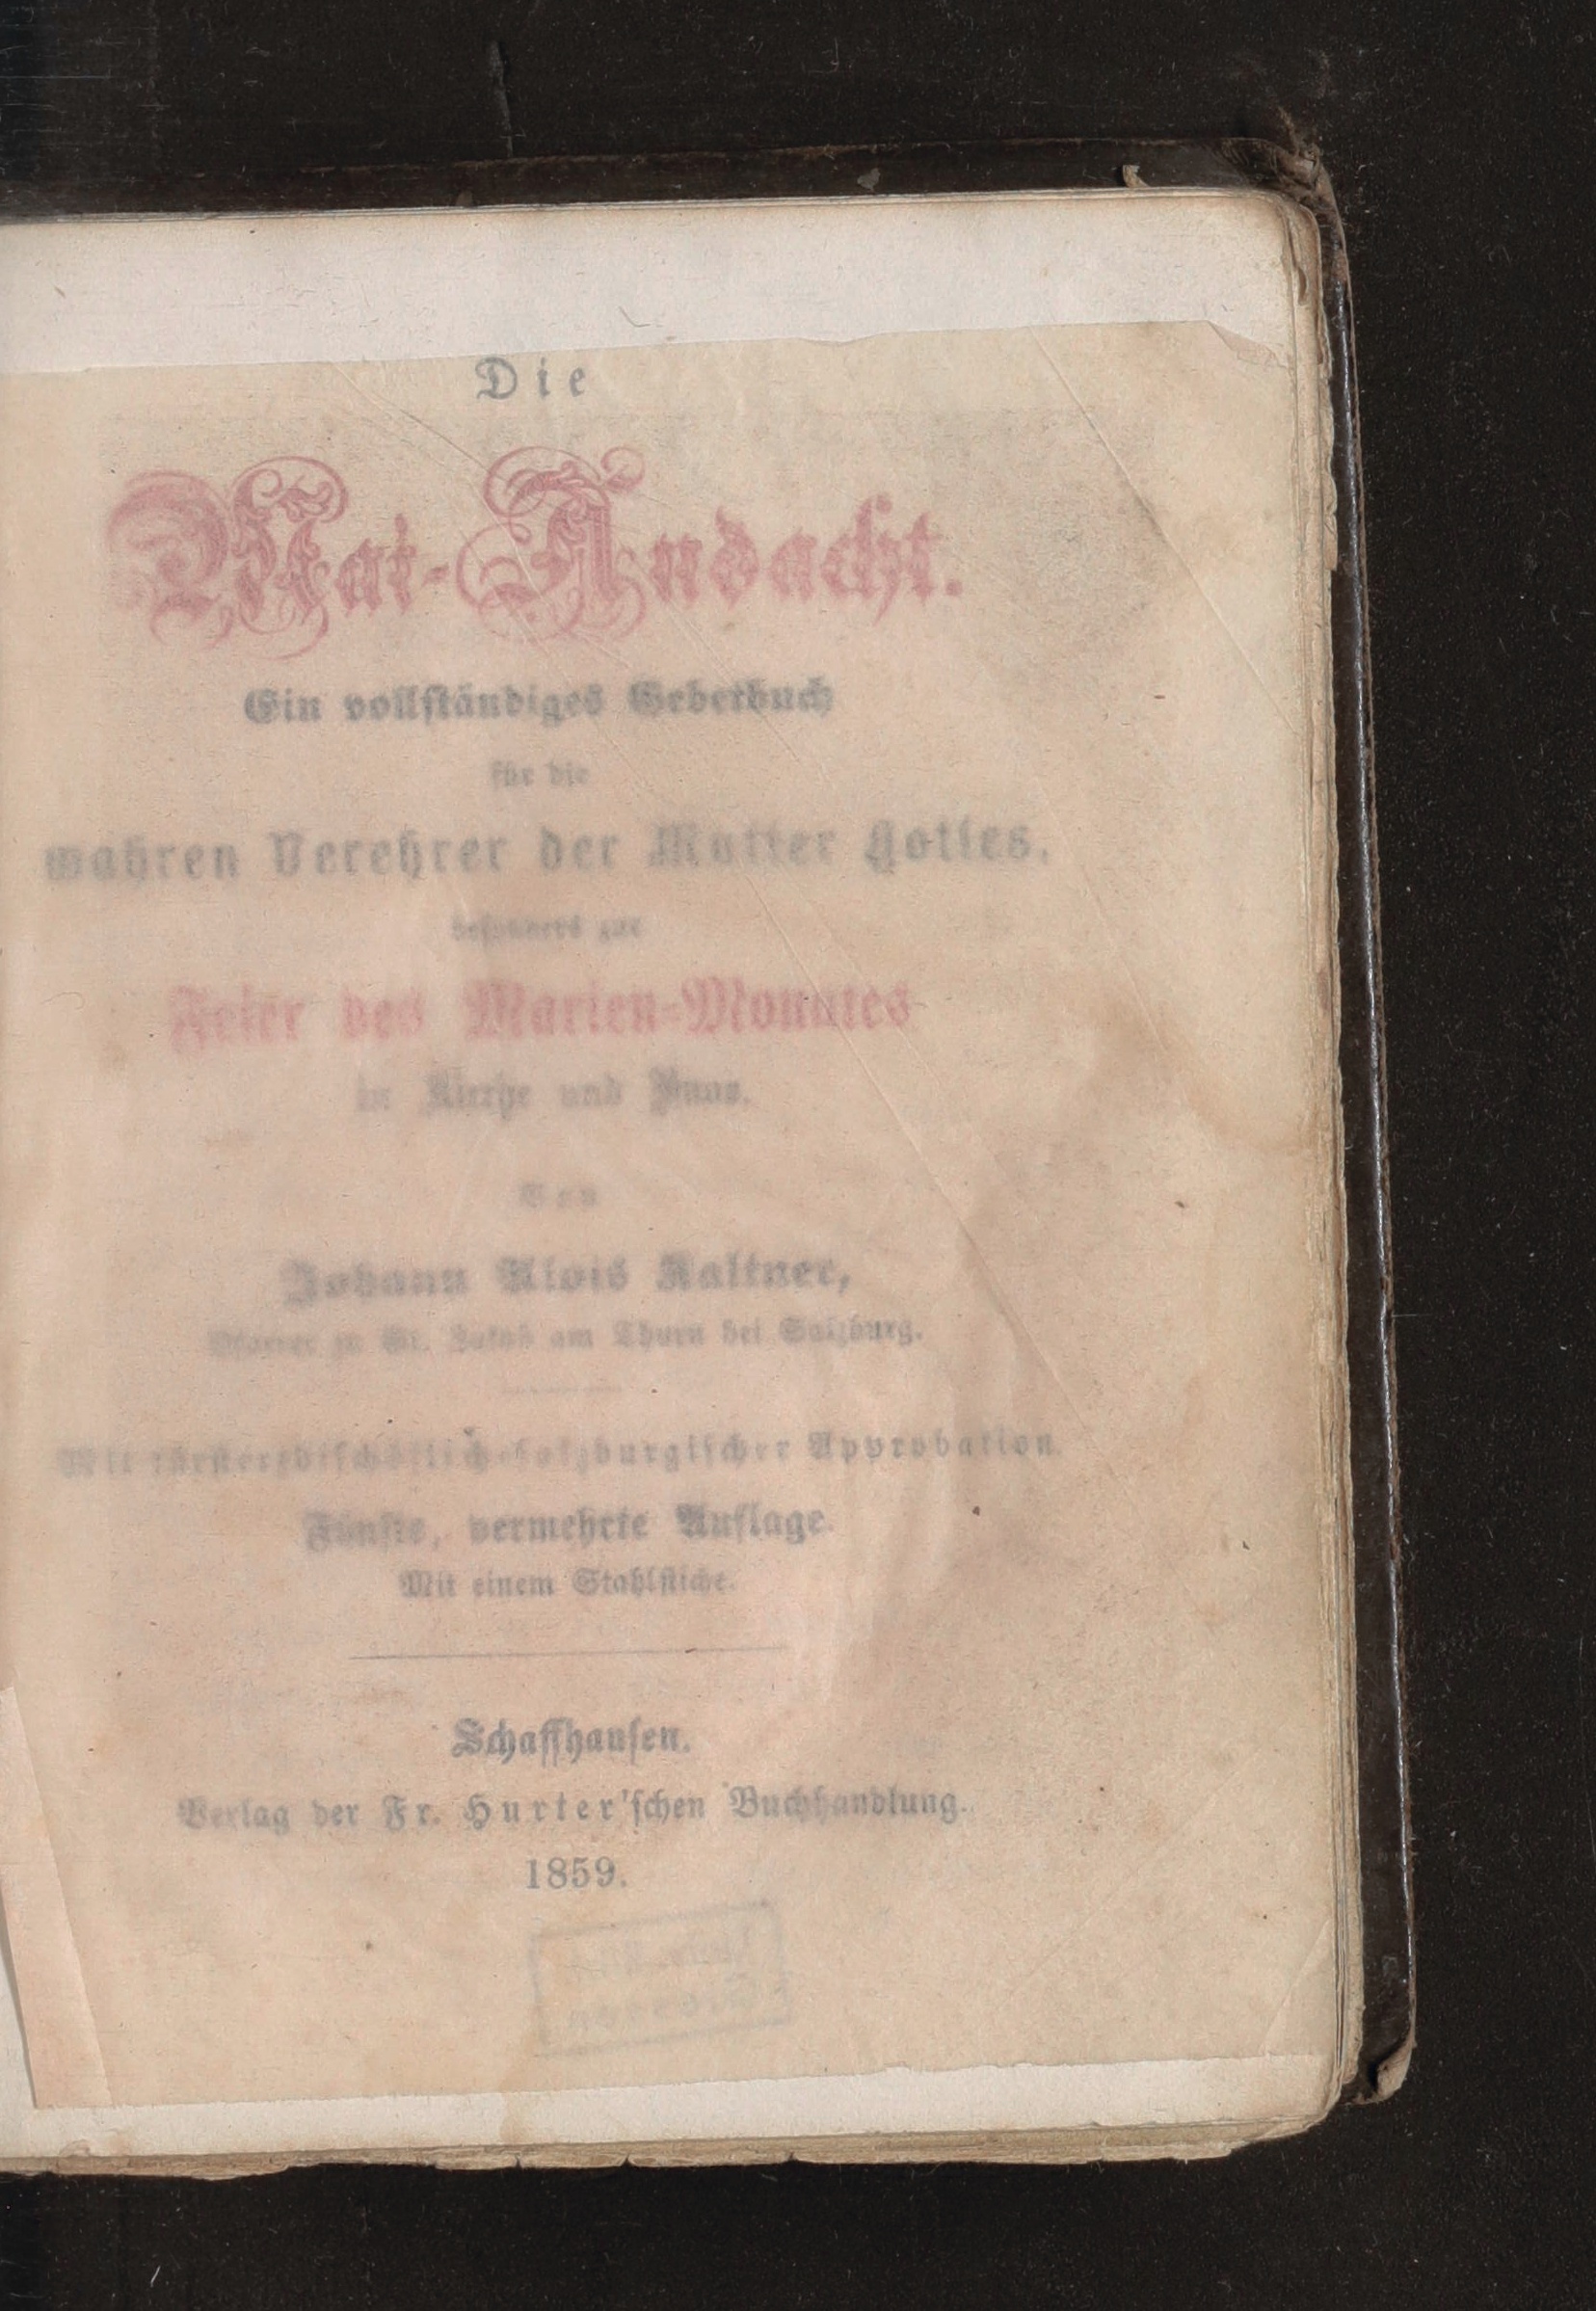 Die
Mai-Andacht.
Ein vollständiges Gebetbuch
für die
wahren Verehrer der Mutter Gottes,
besonders zur
Feier des Marien-Monates
in Kirche und Haus.
Von
Johann Alois Kaltner,
Pfarrer zu St. Jakob am Thurn bei Salzburg.
Mit fürsterzbischöflich-salzburgischer Approbation.
Fünfte, vermehrte Auflage.
Mit einem Stahlstiche.
Schaffhausen.
Verlag der Fr. Hurter'schen Buchhandlung.
1859.